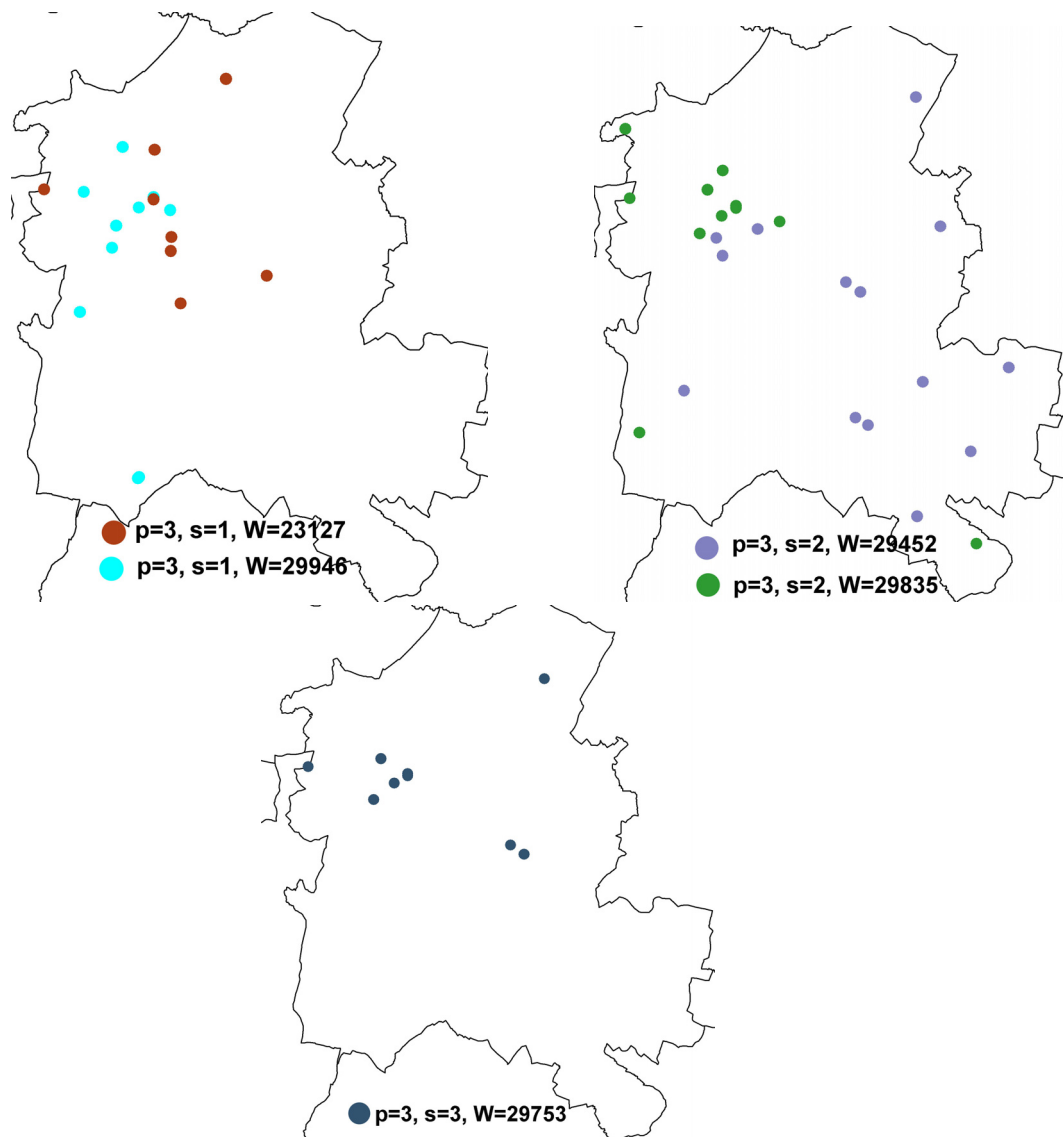 p=3, s=1, W=23127
p=3, s=1, W=29946
p=3, s=2, W=29452
p=3, s=2, W=29835
p=3, s=3, W=29753